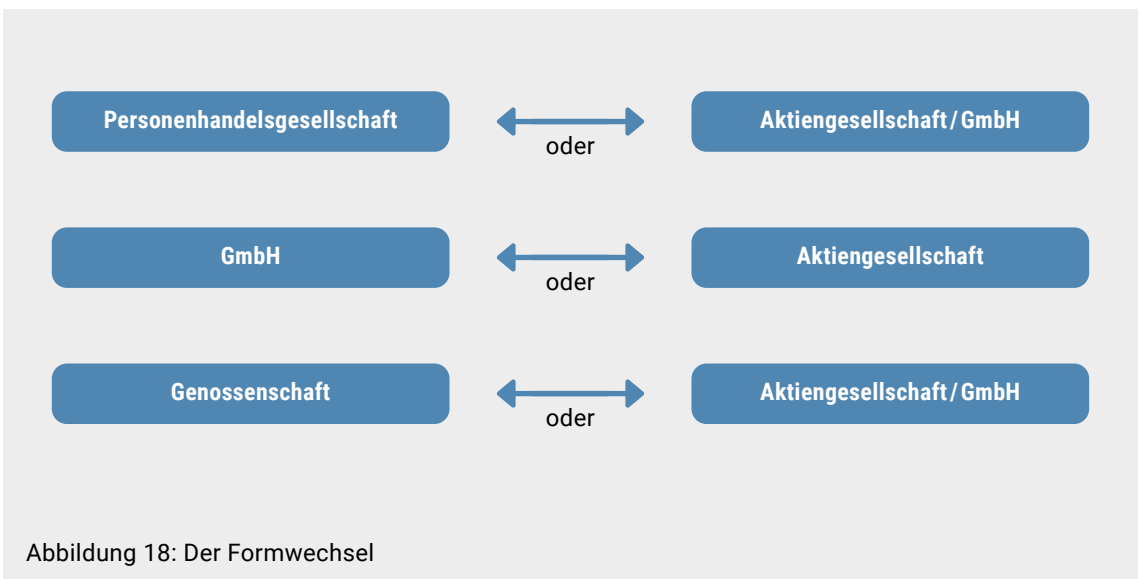 Personenhandelsgesellschaft oder Aktiengesellschaft/GmbH
GmbH oder Aktiengesellschaft
Genossenschaft oder Aktiengesellschaft/GmbH
Abbildung 18: Der Formwechsel